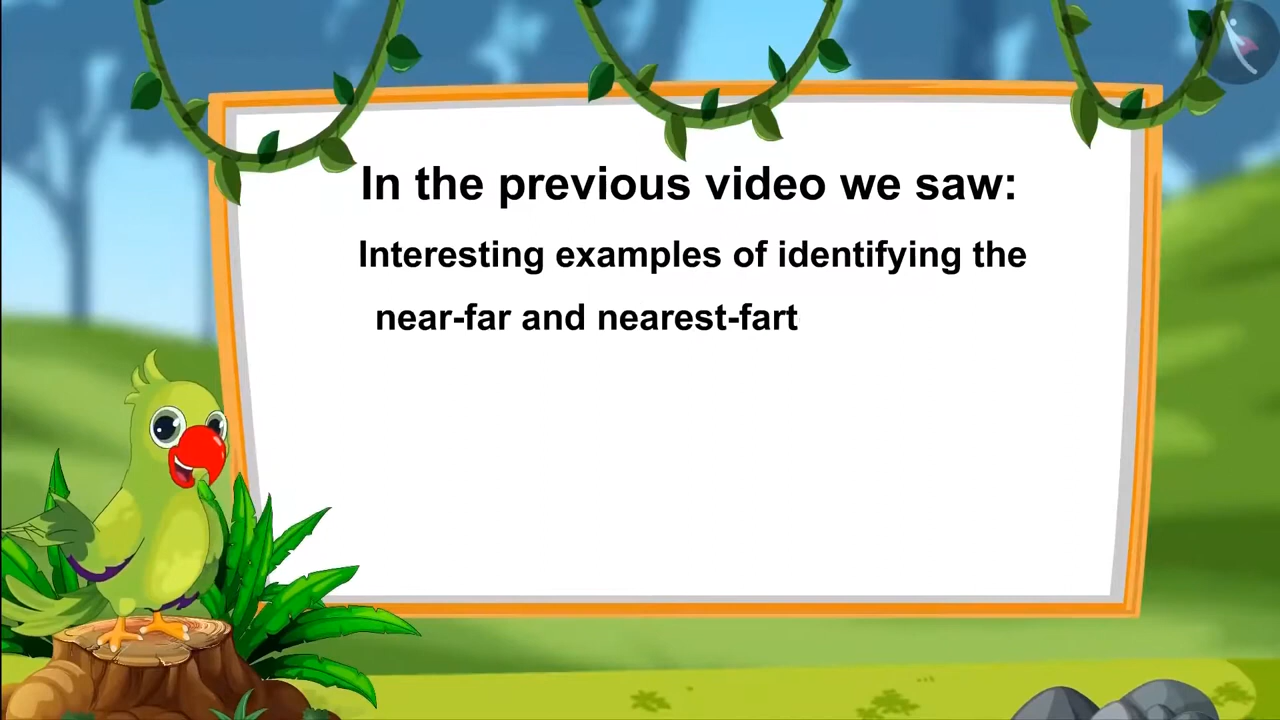 In the previous video we saw:
Interesting examples of identifying the
near-far and nearest-fart